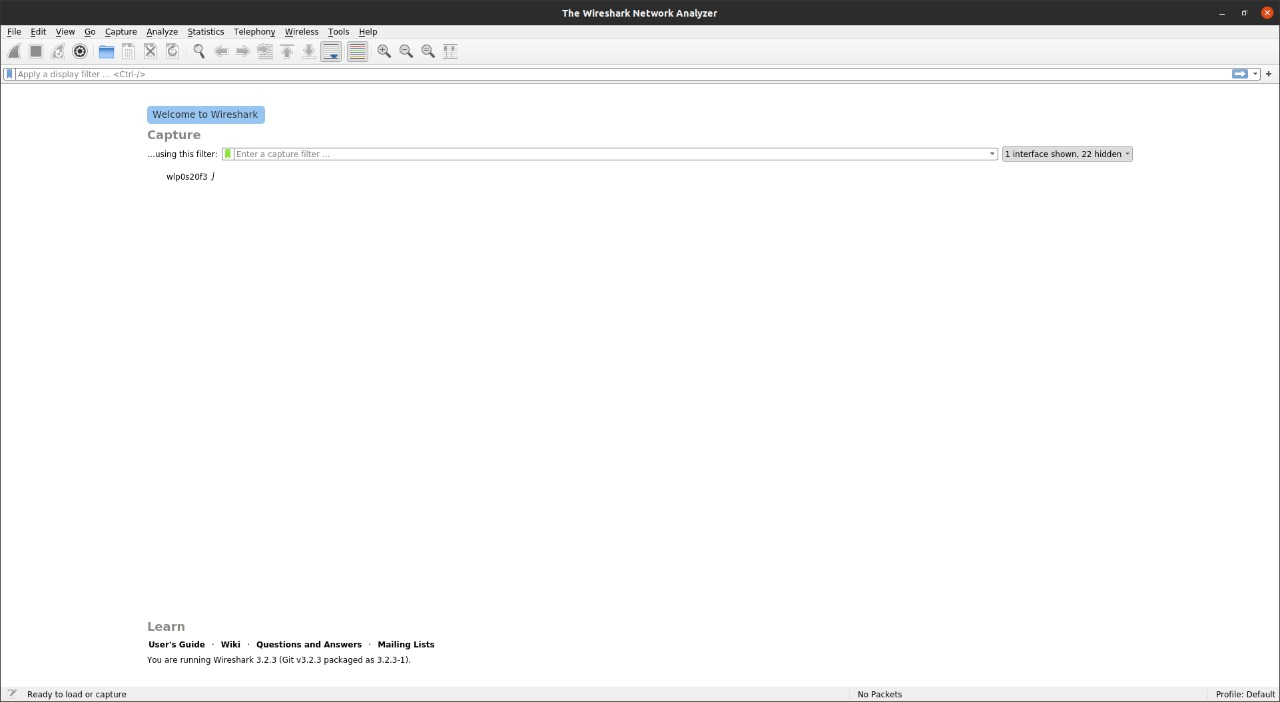 The Wireshark Network Analyzer
File Edit View Go Capture Analyze Statistics Telephony Wireless Tools Help
Apply a display filter ... <Ctrl-/>
+
Welcome to Wireshark
Capture
...using this filter: Enter a capture filter ... 1 interface shown, 22 hidden
wlp0s20f3
Learn
User's Guide · Wiki · Questions and Answers · Mailing Lists
You are running Wireshark 3.2.3 (Git v3.2.3 packaged as 3.2.3-1).
Ready to load or capture No Packets Profile: Default